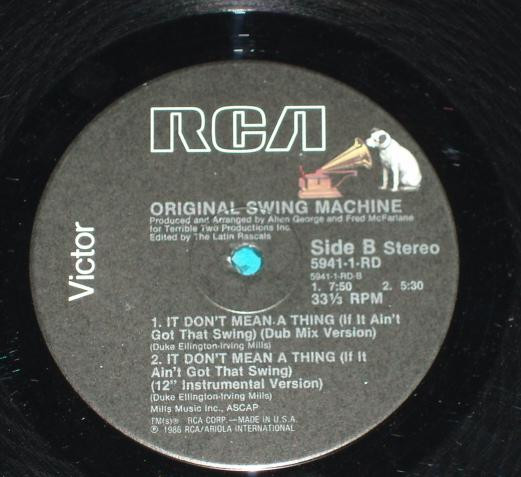 RCA
Victor
ORIGINAL SWING MACHINE
Produced and Arranged by Allen George and Fred McFarlane
for Terrible Two Productions Inc.
Edited by The Latin Rascals
Side B Stereo
5941-1-RD
5941-1-RD-B
1. 7:50 2. 5:30
33⅓ RPM
1. IT DON'T MEAN A THING (If It Ain't
Got That Swing) (Dub Mix Version)
(Duke Ellington-Irving Mills)
2. IT DON'T MEAN A THING (If It
Ain't Got That Swing)
(12" Instrumental Version)
(Duke Ellington-Irving Mills)
Mills Music Inc., ASCAP
TM(s)® RCA CORP.—MADE IN U.S.A.
℗ 1986 RCA/ARIOLA INTERNATIONAL